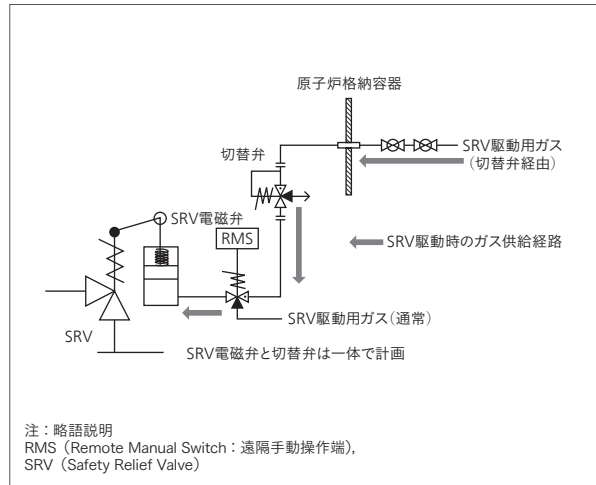 原子炉格納容器
SRV駆動用ガス
(切替弁経由)
切替弁
SRV電磁弁
RMS
SRV駆動時のガス供給経路
SRV駆動用ガス(通常)
SRV
SRV電磁弁と切替弁は一体で計画
注:略語説明
RMS(Remote Manual Switch:遠隔手動操作端),
SRV(Safety Relief Valve)